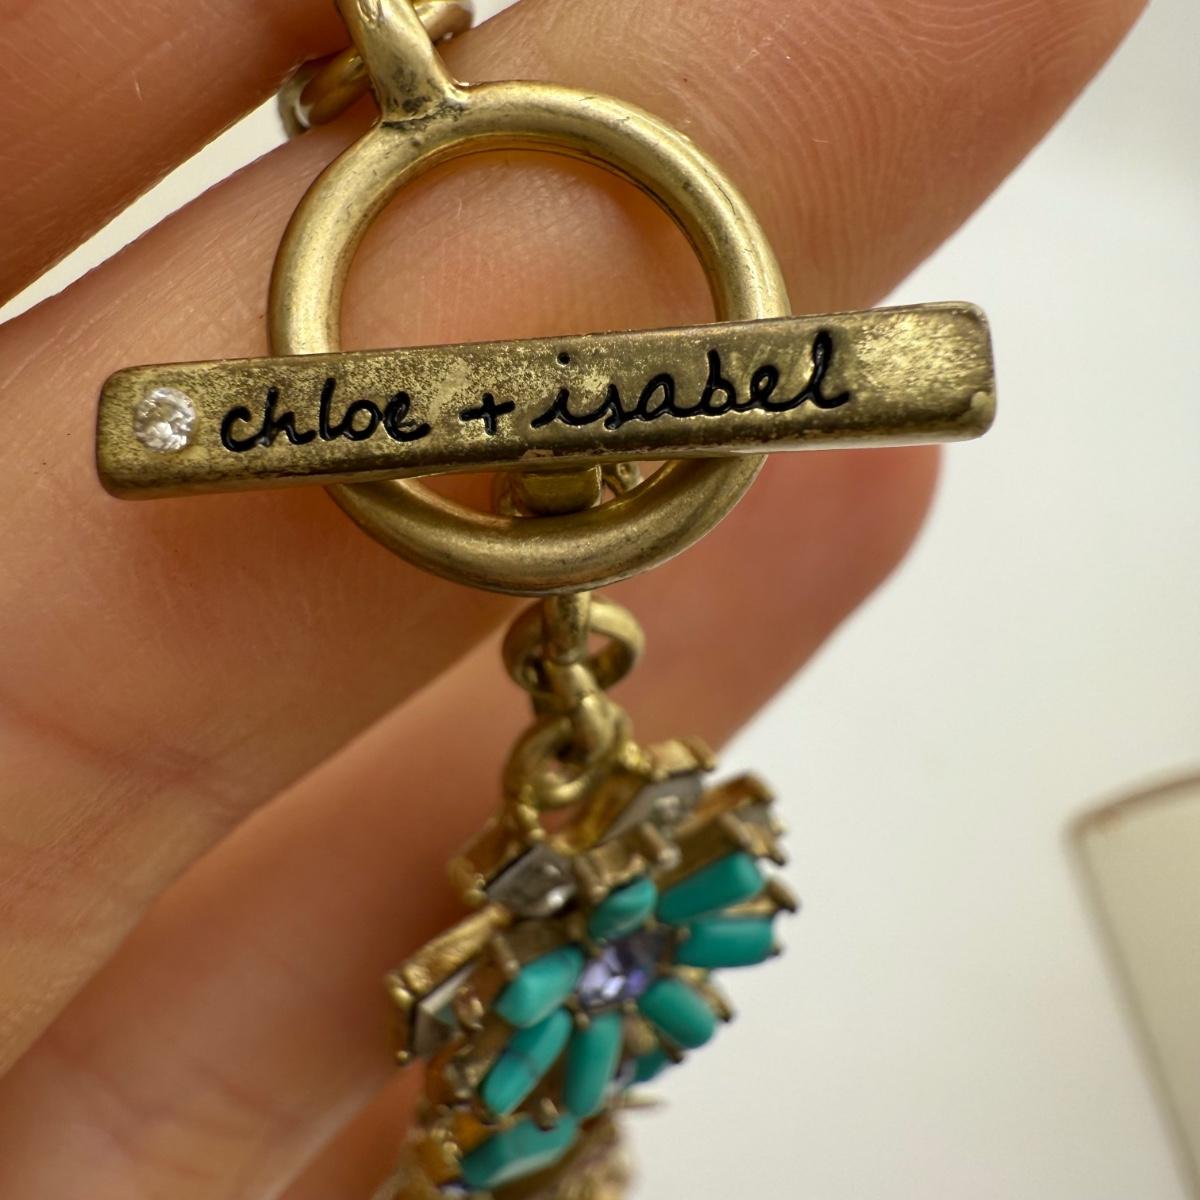 chloe + isabel